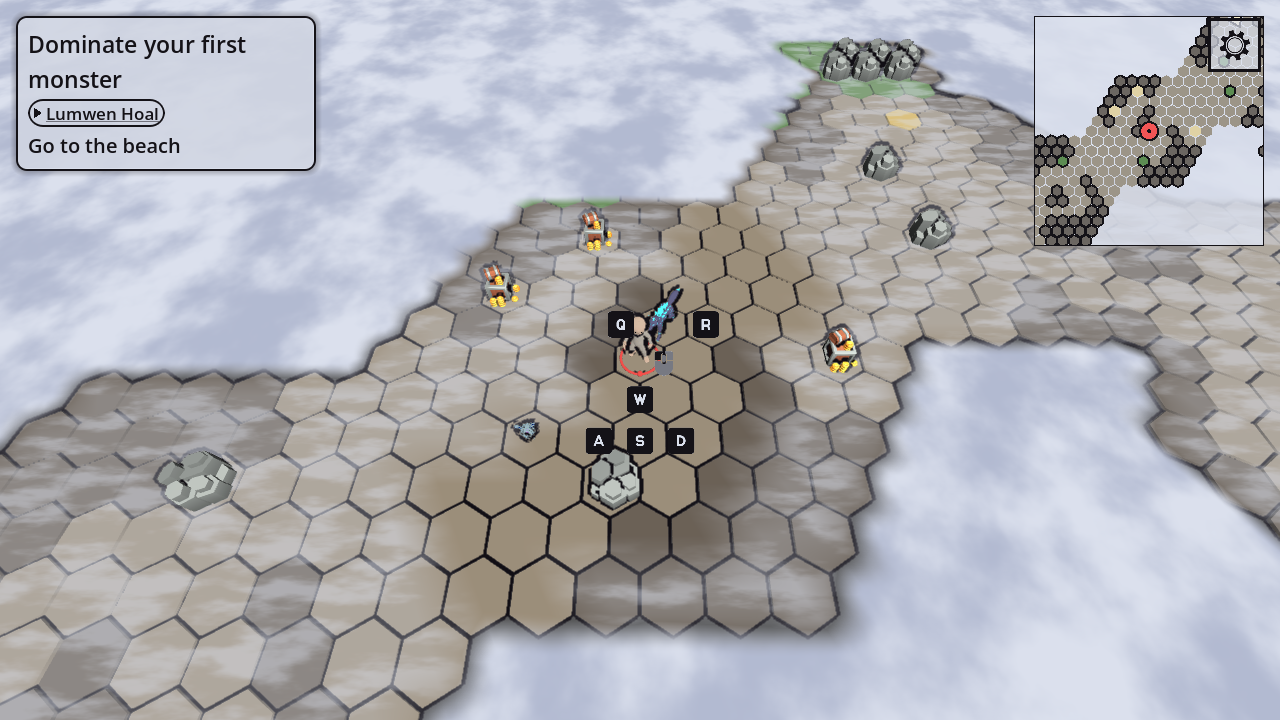 Dominate your first
monster
Lumwen Hoal
Go to the beach
Q
R
W
A S D